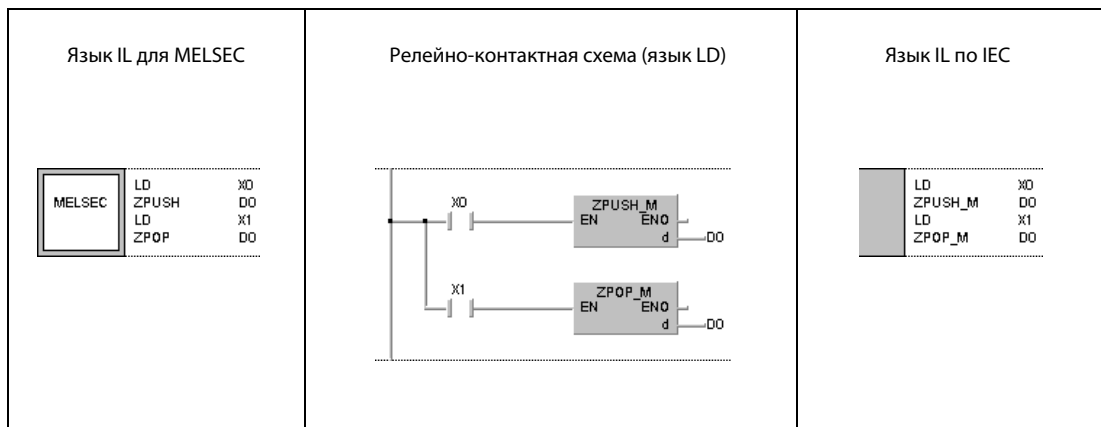 Язык IL для MELSEC
Релейно-контактная схема (язык LD)
Язык IL по IEC
MELSEC
LD X0
ZPUSH D0
LD X1
ZPOP D0
X0
ZPUSH_M
EN ENO
d D0
X1
ZPOP_M
EN ENO
d D0
LD X0
ZPUSH_M D0
LD X1
ZPOP_M D0